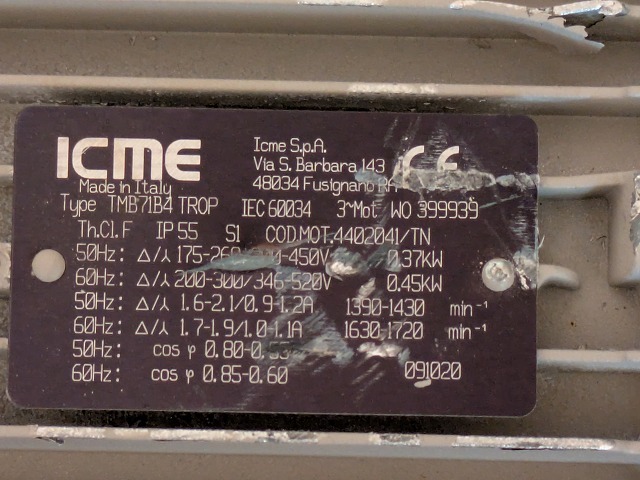 ICME
Made in Italy
Icme S.p.A.
Via S. Barbara 143
48034 Fusignano RA
CE
Type TMB71B4 TROP IEC 60034 3~Mot. WO 399939
Th.Cl. F IP 55 S1 COD.MOT. 4402041/TN
50Hz: Δ/⅄ -450V 0.37kW
60Hz: Δ/⅄ 200-300/346-520V 0.45kW
50Hz: Δ/⅄ 1.6-2.1/0.9-1.2A 1390-1430 min⁻¹
60Hz: Δ/⅄ 1.7-1.9/1.0-1.1A 1630-1720 min⁻¹
50Hz: cos φ
60Hz: cos φ 0.85-0.60 091020